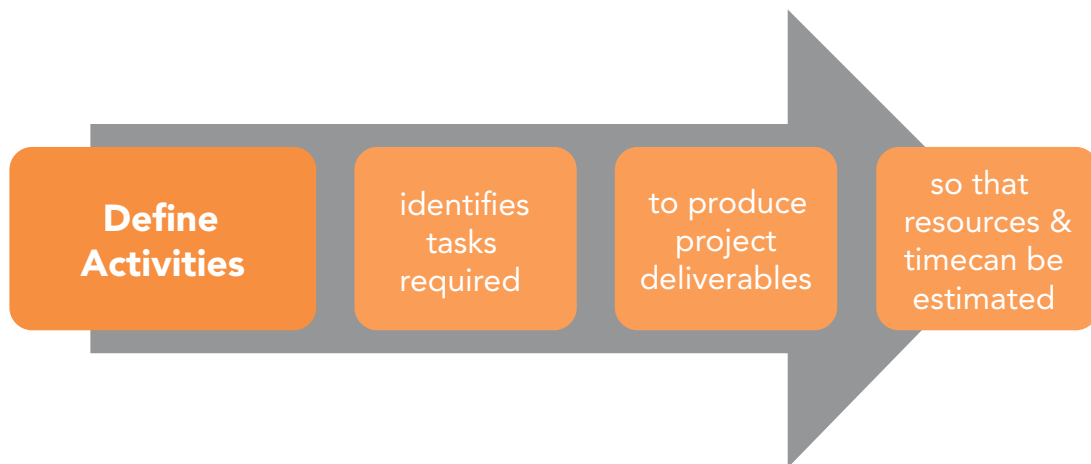 Define
Activities
identifies
tasks
required
to produce
project
deliverables
so that
resources &
timecan be
estimated